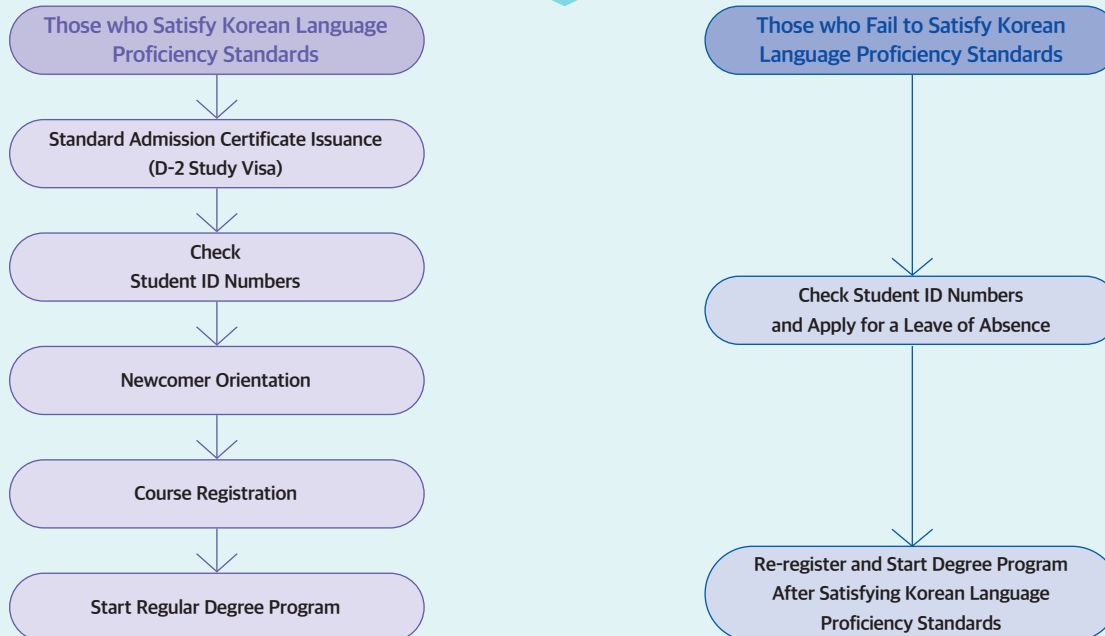 Those who Satisfy Korean Language
Proficiency Standards
Standard Admission Certificate Issuance
(D-2 Study Visa)
Check
Student ID Numbers
Newcomer Orientation
Course Registration
Start Regular Degree Program
Those who Fail to Satisfy Korean
Language Proficiency Standards
Check Student ID Numbers
and Apply for a Leave of Absence
Re-register and Start Degree Program
After Satisfying Korean Language
Proficiency Standards